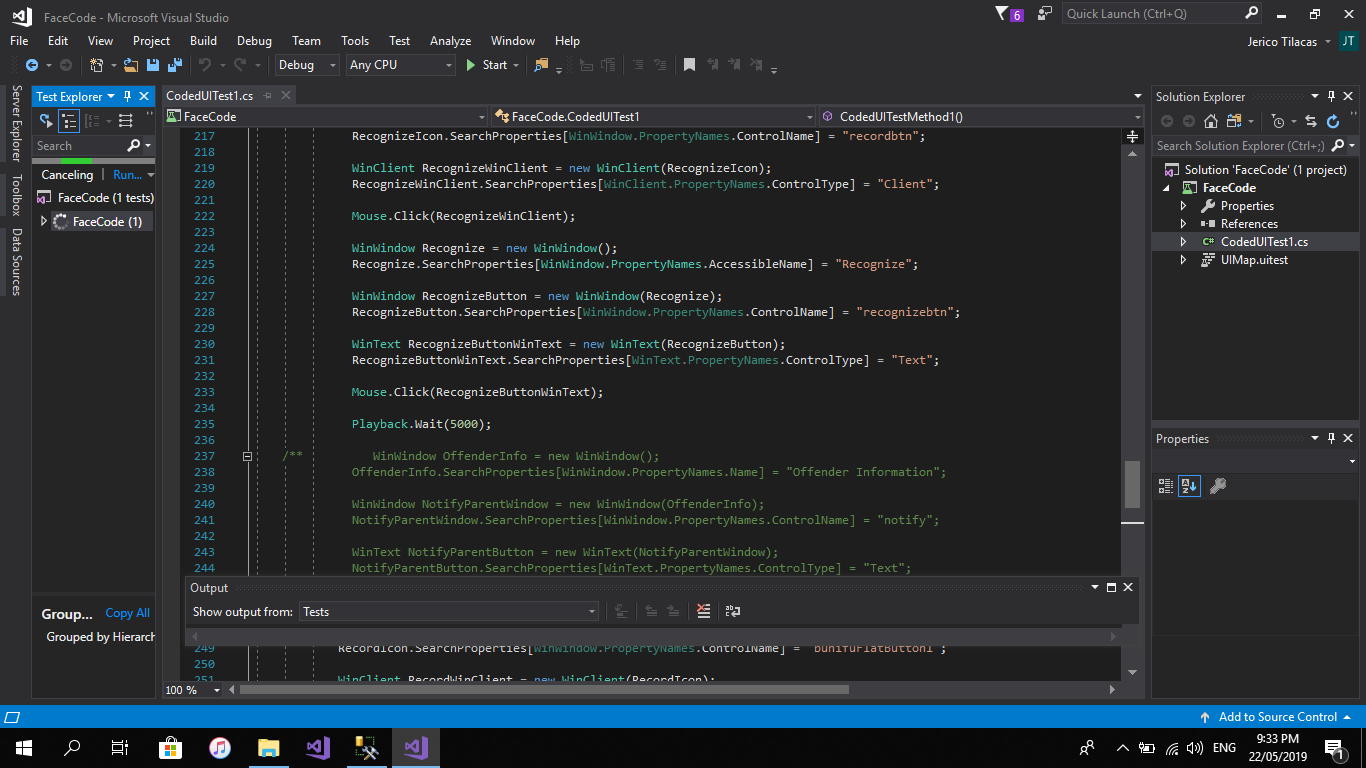 FaceCode - Microsoft Visual Studio
6
Quick Launch (Ctrl+Q)
File Edit View Project Build Debug Team Tools Test Analyze Window Help
Jerico Tilacas
JT
Debug
Any CPU
Start
Server Explorer
Toolbox
Data Sources
Test Explorer
Search
Canceling
Run...
FaceCode (1 tests)
FaceCode (1)
Group...
Copy All
Grouped by Hierarch
CodedUITest1.cs
FaceCode
FaceCode.CodedUITest1
CodedUITestMethod1()
217 RecognizeIcon.SearchProperties[WinWindow.PropertyNames.ControlName] = "recordbtn";
218
219 WinClient RecognizeWinClient = new WinClient(RecognizeIcon);
220 RecognizeWinClient.SearchProperties[WinClient.PropertyNames.ControlType] = "Client";
221
222 Mouse.Click(RecognizeWinClient);
223
224 WinWindow Recognize = new WinWindow();
225 Recognize.SearchProperties[WinWindow.PropertyNames.AccessibleName] = "Recognize";
226
227 WinWindow RecognizeButton = new WinWindow(Recognize);
228 RecognizeButton.SearchProperties[WinWindow.PropertyNames.ControlName] = "recognizebtn";
229
230 WinText RecognizeButtonWinText = new WinText(RecognizeButton);
231 RecognizeButtonWinText.SearchProperties[WinText.PropertyNames.ControlType] = "Text";
232
233 Mouse.Click(RecognizeButtonWinText);
234
235 Playback.Wait(5000);
236
237 /** WinWindow OffenderInfo = new WinWindow();
238 OffenderInfo.SearchProperties[WinWindow.PropertyNames.Name] = "Offender Information";
239
240 WinWindow NotifyParentWindow = new WinWindow(OffenderInfo);
241 NotifyParentWindow.SearchProperties[WinWindow.PropertyNames.ControlName] = "notify";
242
243 WinText NotifyParentButton = new WinText(NotifyParentWindow);
244 NotifyParentButton.SearchProperties[WinText.PropertyNames.ControlType] = "Text";
Output
Show output from:
Tests
249 RecordIcon.SearchProperties[WinWindow.PropertyNames.ControlName] = "bunifuFlatButton1";
250
251 WinClient RecordWinClient = new WinClient(RecordIcon);
100 %
Solution Explorer
Search Solution Explorer (Ctrl+;)
Solution 'FaceCode' (1 project)
FaceCode
Properties
References
C# CodedUITest1.cs
UIMap.uitest
Properties
Add to Source Control
ENG
9:33 PM
22/05/2019
1